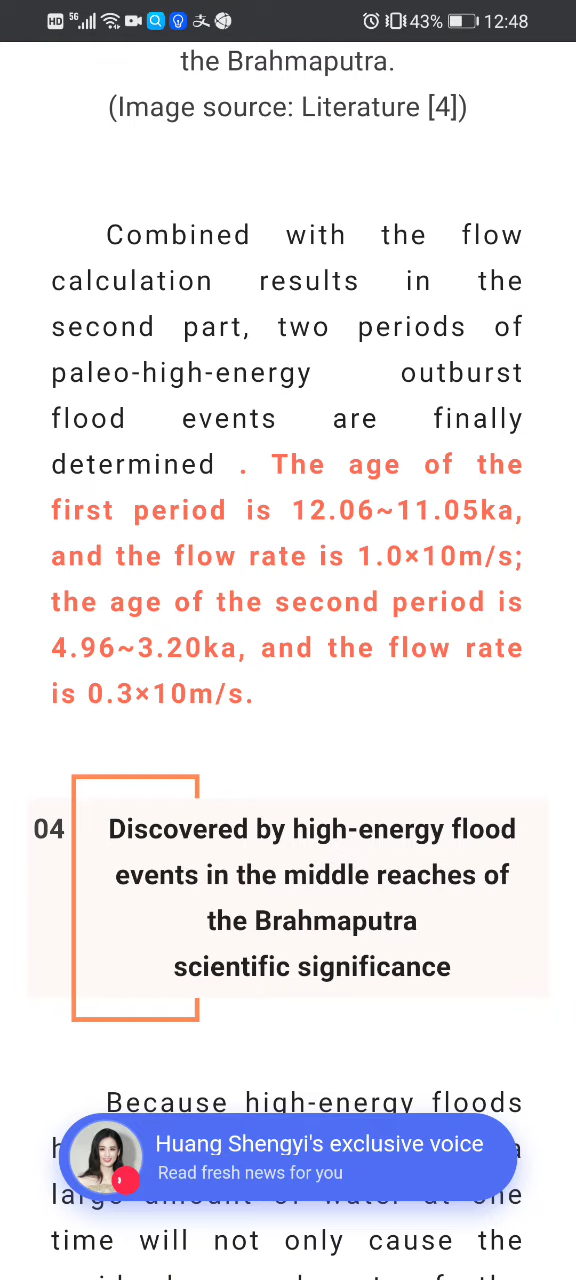 HD 5G 43% 12:48
the Brahmaputra.
(Image source: Literature [4])
Combined with the flow
calculation results in the
second part, two periods of
paleo-high-energy outburst
flood events are finally
determined . The age of the
first period is 12.06~11.05ka,
and the flow rate is 1.0×10m/s;
the age of the second period is
4.96~3.20ka, and the flow rate
is 0.3×10m/s.
04 Discovered by high-energy flood
events in the middle reaches of
the Brahmaputra
scientific significance
Because high-energy floods
Huang Shengyi's exclusive voice
Read fresh news for you
time will not only cause the